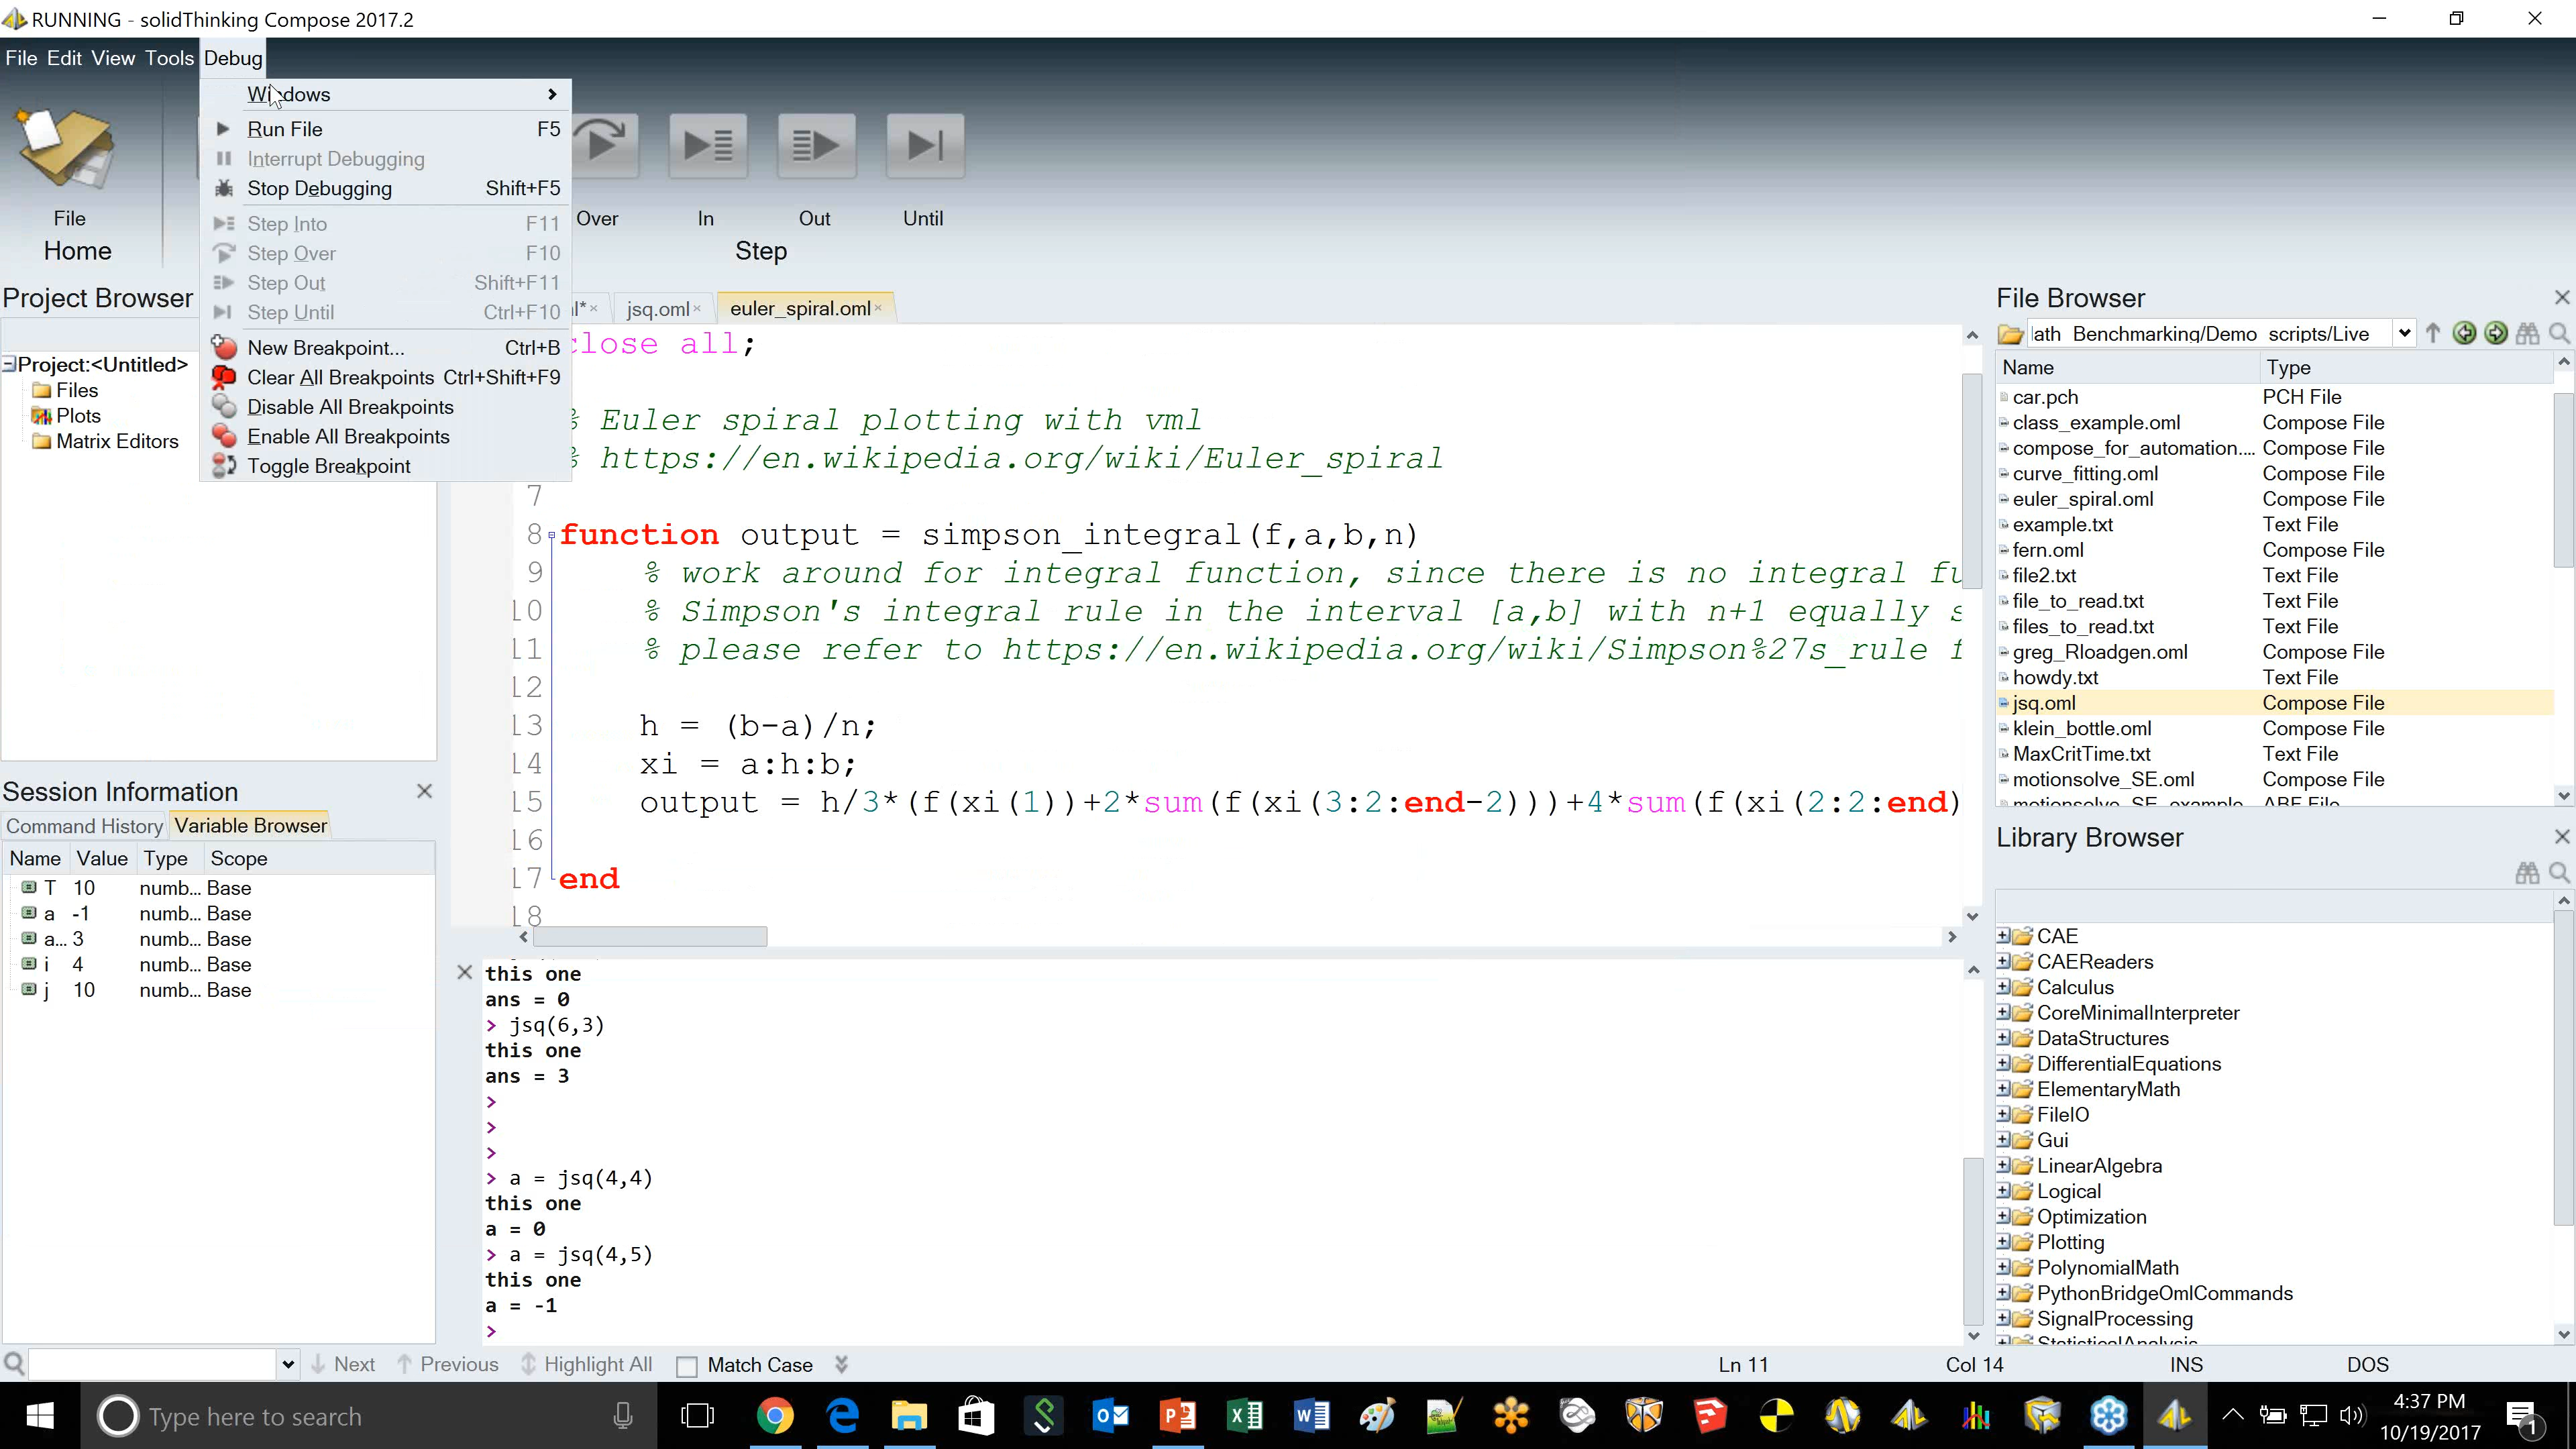 RUNNING - solidThinking Compose 2017.2
File Edit View Tools Debug
Windows
Run File F5
Interrupt Debugging
Stop Debugging Shift+F5
Step Into F11
Step Over F10
Step Out Shift+F11
Step Until Ctrl+F10
New Breakpoint... Ctrl+B
Clear All Breakpoints Ctrl+Shift+F9
Disable All Breakpoints
Enable All Breakpoints
Toggle Breakpoint
File
Home
Over In Out Until
Step
Project Browser
Project:<Untitled>
Files
Plots
Matrix Editors
jsq.oml euler_spiral.oml
close all;
% Euler spiral plotting with vml
% https://en.wikipedia.org/wiki/Euler_spiral
7
8 function output = simpson_integral(f,a,b,n)
9 % work around for integral function, since there is no integral
10 % Simpson's integral rule in the interval [a,b] with n+1 equally
11 % please refer to https://en.wikipedia.org/wiki/Simpson%27s_rule
12
13 h = (b-a)/n;
14 xi = a:h:b;
15 output = h/3*(f(xi(1))+2*sum(f(xi(3:2:end-2)))+4*sum(f(xi(2:2:end)
16
17 end
18
Session Information
Command History Variable Browser
Name Value Type Scope
T 10 numb... Base
a -1 numb... Base
a... 3 numb... Base
i 4 numb... Base
j 10 numb... Base
this one
ans = 0
> jsq(6,3)
this one
ans = 3
>
>
>
> a = jsq(4,4)
this one
a = 0
> a = jsq(4,5)
this one
a = -1
>
File Browser
ath_Benchmarking/Demo_scripts/Live
Name Type
car.pch PCH File
class_example.oml Compose File
compose_for_automation.... Compose File
curve_fitting.oml Compose File
euler_spiral.oml Compose File
example.txt Text File
fern.oml Compose File
file2.txt Text File
file_to_read.txt Text File
files_to_read.txt Text File
greg_Rloadgen.oml Compose File
howdy.txt Text File
jsq.oml Compose File
klein_bottle.oml Compose File
MaxCritTime.txt Text File
motionsolve_SE.oml Compose File
motionsolve_SE_example ABF File
Library Browser
CAE
CAEReaders
Calculus
CoreMinimalInterpreter
DataStructures
DifferentialEquations
ElementaryMath
FileIO
Gui
LinearAlgebra
Logical
Optimization
Plotting
PolynomialMath
PythonBridgeOmlCommands
SignalProcessing
StatisticalAnalysis
Next Previous Highlight All Match Case Ln 11 Col 14 INS DOS
Type here to search
4:37 PM
10/19/2017
1